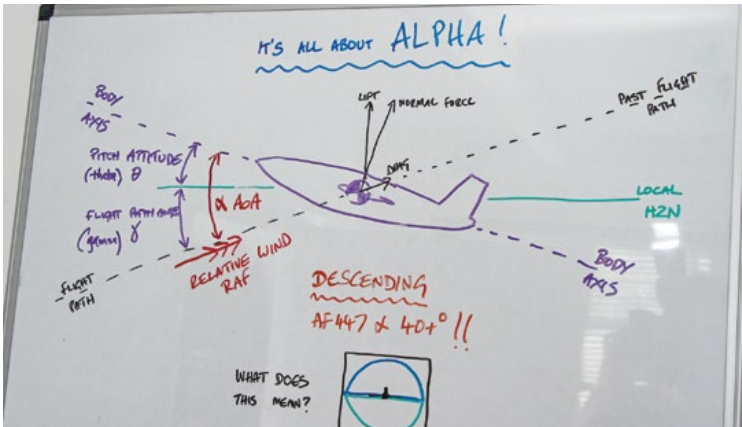 IT'S ALL ABOUT ALPHA!
BODY
AXIS
LIFT
NORMAL FORCE
PAST FLIGHT
PATH
PITCH ATTITUDE
(theta) θ
DRAG
α AoA
LOCAL
HZN
FLIGHT PATH ANGLE
(gamma) γ
RELATIVE WIND
RAF
FLIGHT
PATH
BODY
AXIS
DESCENDING
AF447 α 40+° !!
WHAT DOES
THIS MEAN?